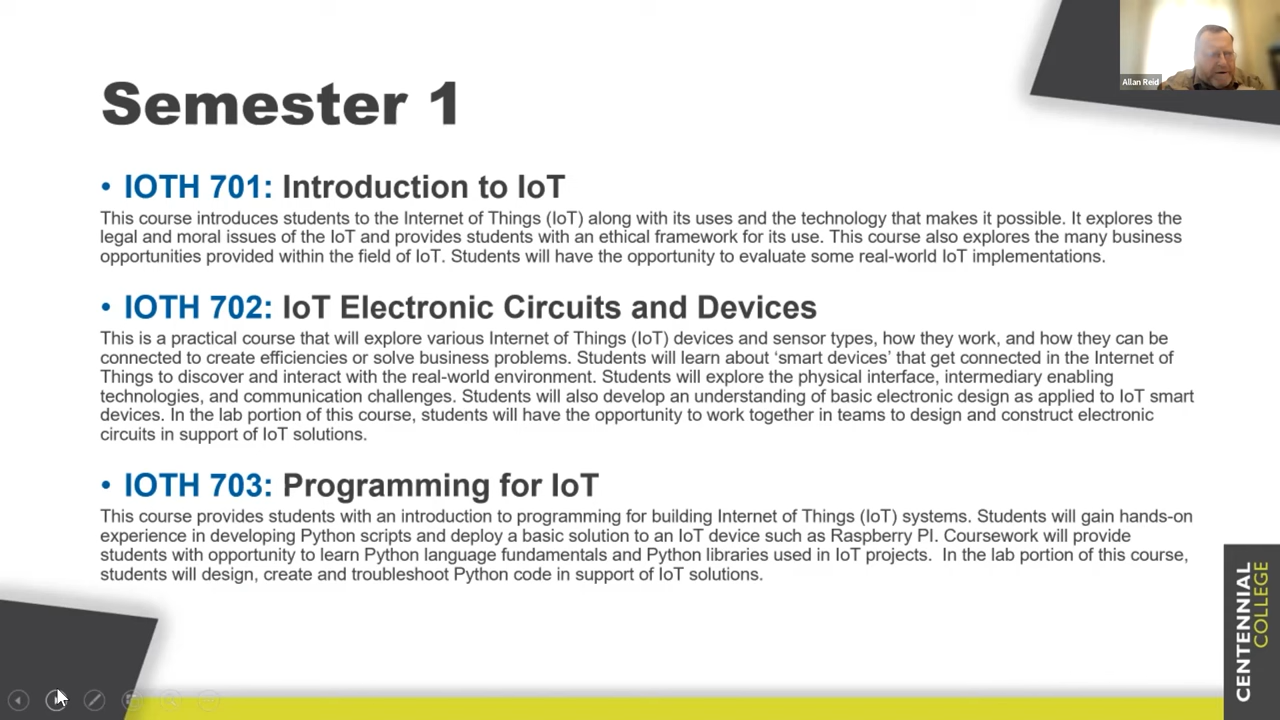 Allan Reid
Semester 1
• IOTH 701: Introduction to IoT
This course introduces students to the Internet of Things (IoT) along with its uses and the technology that makes it possible. It explores the
legal and moral issues of the IoT and provides students with an ethical framework for its use. This course also explores the many business
opportunities provided within the field of IoT. Students will have the opportunity to evaluate some real-world IoT implementations.
• IOTH 702: IoT Electronic Circuits and Devices
This is a practical course that will explore various Internet of Things (IoT) devices and sensor types, how they work, and how they can be
connected to create efficiencies or solve business problems. Students will learn about ‘smart devices’ that get connected in the Internet of
Things to discover and interact with the real-world environment. Students will explore the physical interface, intermediary enabling
technologies, and communication challenges. Students will also develop an understanding of basic electronic design as applied to IoT smart
devices. In the lab portion of this course, students will have the opportunity to work together in teams to design and construct electronic
circuits in support of IoT solutions.
• IOTH 703: Programming for IoT
This course provides students with an introduction to programming for building Internet of Things (IoT) systems. Students will gain hands-on
experience in developing Python scripts and deploy a basic solution to an IoT device such as Raspberry PI. Coursework will provide
students with opportunity to learn Python language fundamentals and Python libraries used in IoT projects.  In the lab portion of this course,
students will design, create and troubleshoot Python code in support of IoT solutions.
CENTENNIAL
COLLEGE